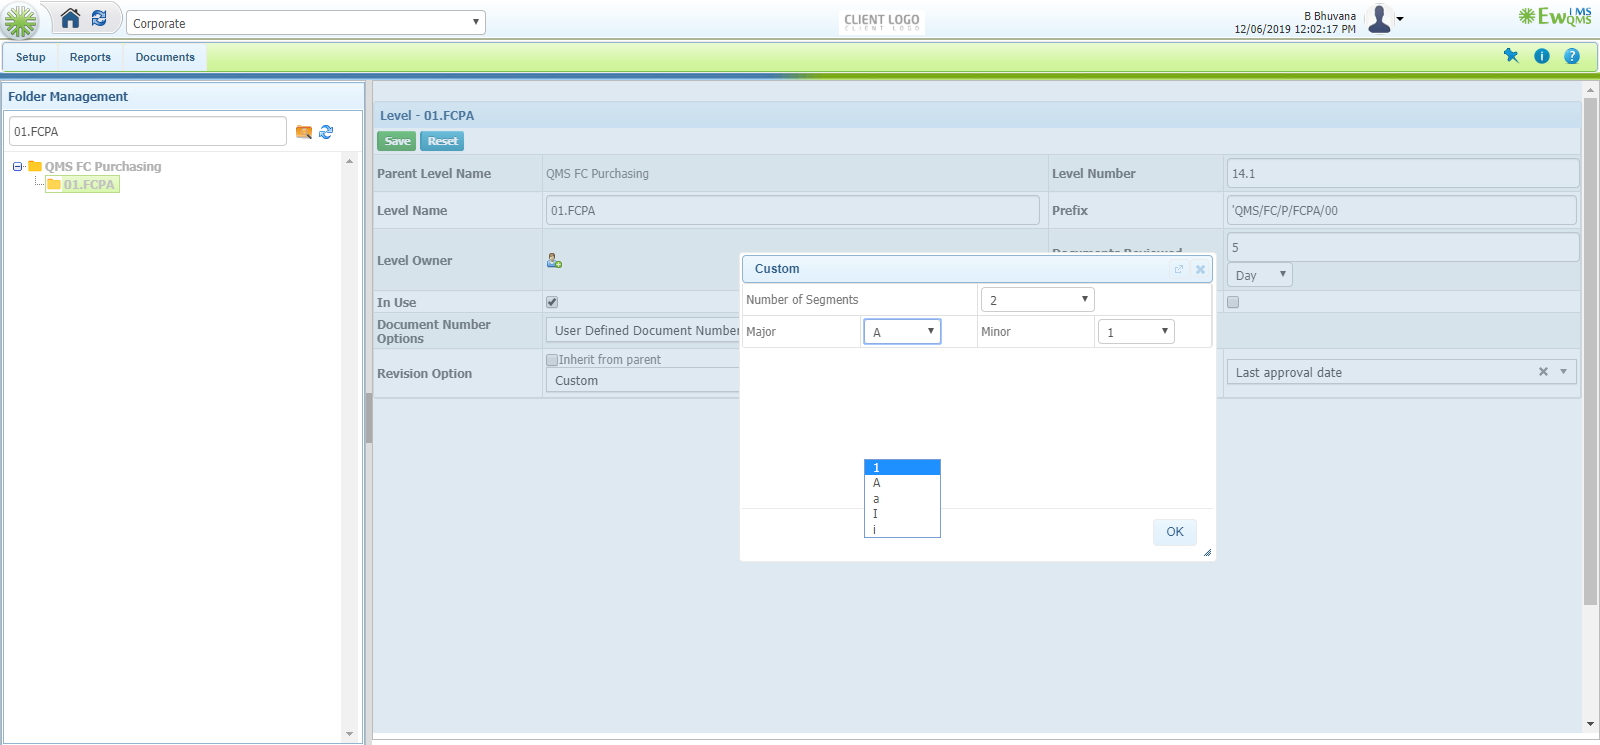 Corporate
CLIENT LOGO
CLIENT LOGO
B Bhuvana
12/06/2019 12:02:17 PM
EwQMS
IMS
Setup
Reports
Documents
Folder Management
01.FCPA
QMS FC Purchasing
01.FCPA
Level - 01.FCPA
Save
Reset
Parent Level Name
QMS FC Purchasing
Level Number
14.1
Level Name
01.FCPA
Prefix
'QMS/FC/P/FCPA/00
Level Owner
Documents Reviewed
5
Day
In Use
Document Number Options
User Defined Document Number
Revision Option
Inherit from parent
Custom
Last approval date
Custom
Number of Segments
2
Major
A
Minor
1
1
A
a
I
i
OK